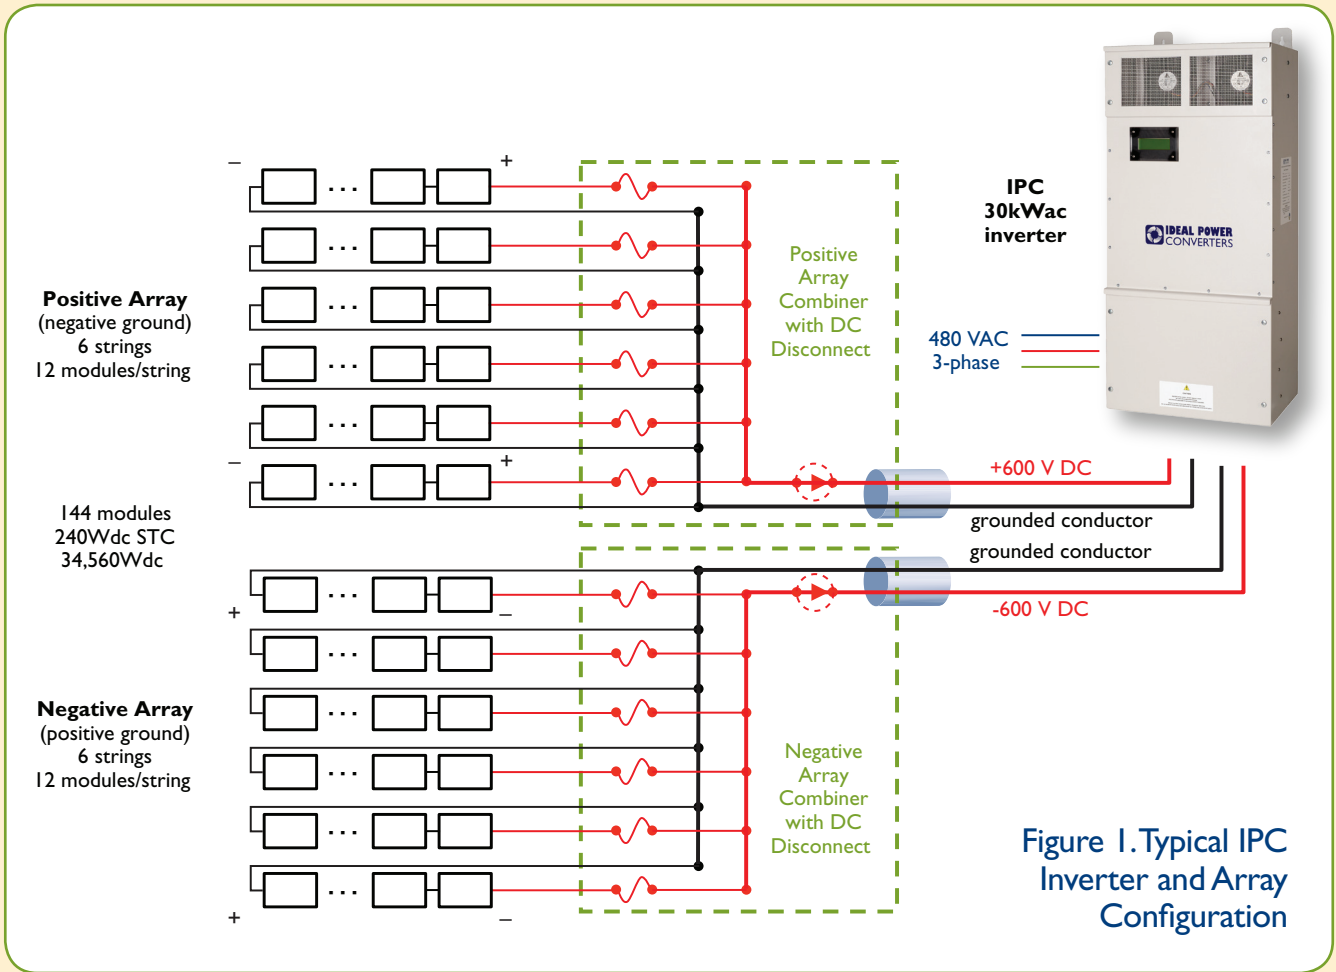 –
+
Positive Array
(negative ground)
6 strings
12 modules/string
–
+
Positive
Array
Combiner
with DC
Disconnect
IPC
30kWac
inverter
IDEAL POWER
CONVERTERS
480 VAC
3-phase
+600 V DC
grounded conductor
grounded conductor
-600 V DC
144 modules
240Wdc STC
34,560Wdc
+
–
Negative Array
(positive ground)
6 strings
12 modules/string
+
–
Negative
Array
Combiner
with DC
Disconnect
Figure 1. Typical IPC
Inverter and Array
Configuration